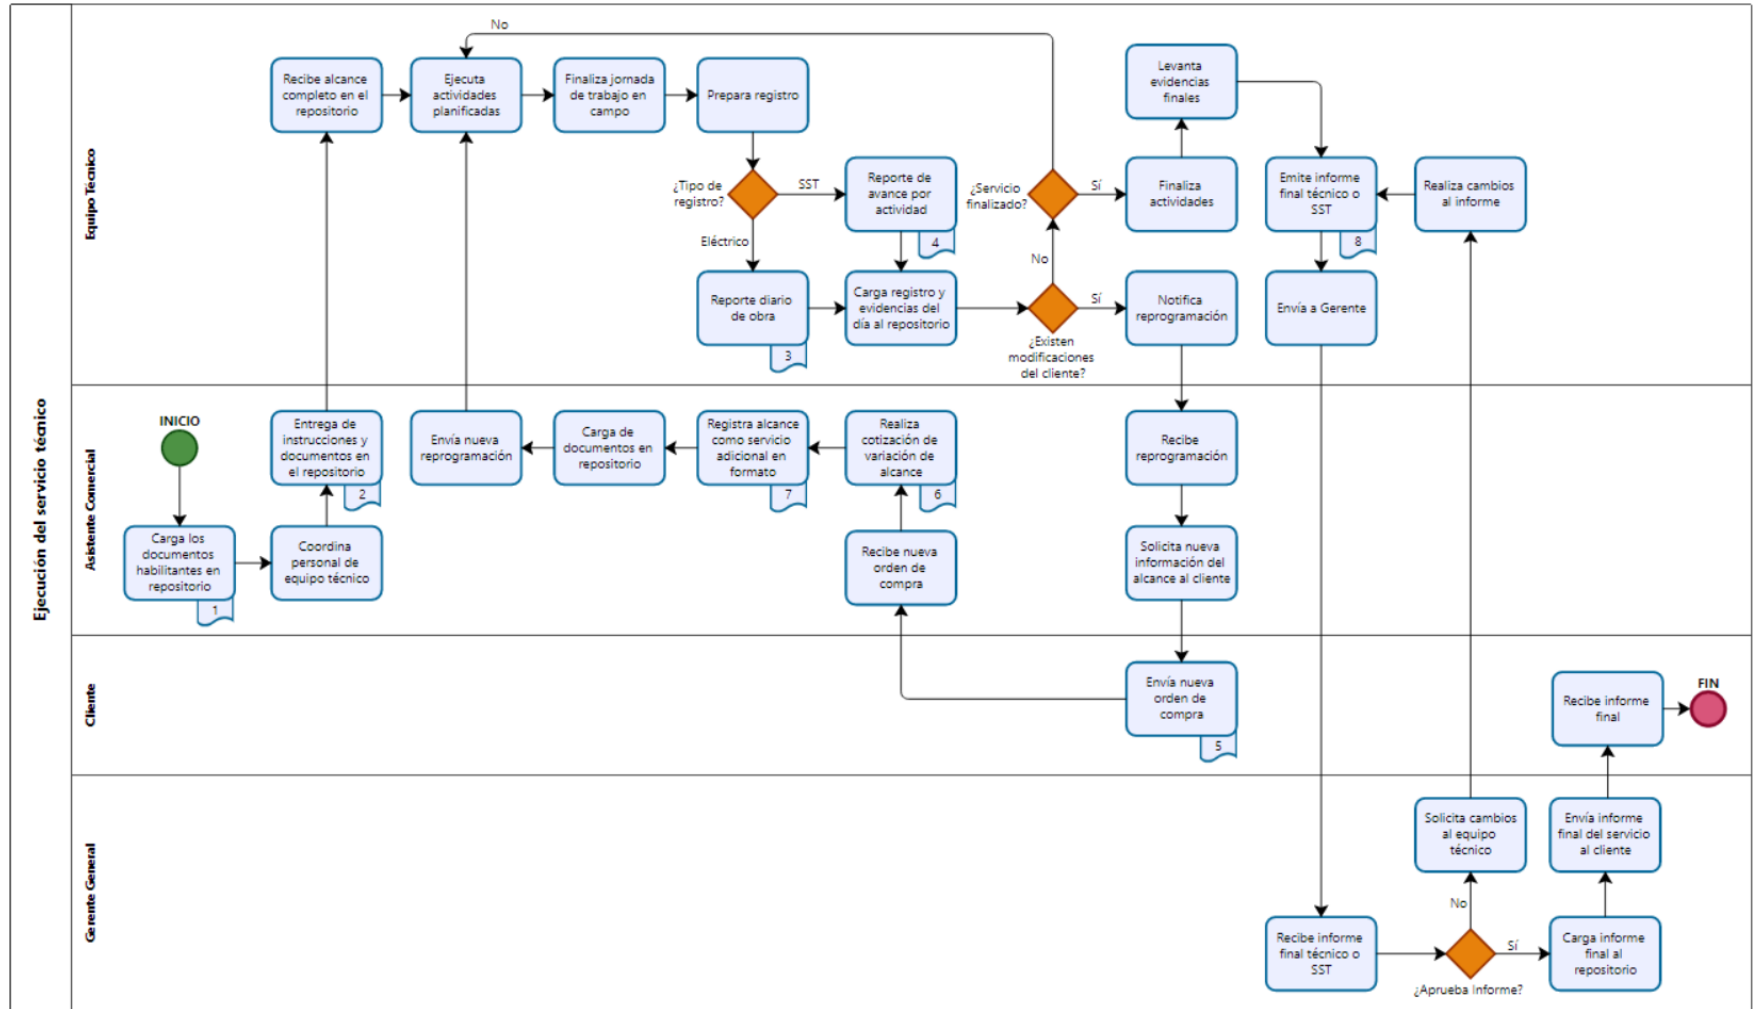 Ejecución del servicio técnico
Equipo Técnico
No
Recibe alcance
completo en el
repositorio
Ejecuta
actividades
planificadas
Finaliza jornada
de trabajo en
campo
Prepara registro
¿Tipo de
registro?
SST
Eléctrico
Reporte de
avance por
actividad
4
Reporte diario
de obra
3
Carga registro y
evidencias del
día al repositorio
¿Existen
modificaciones
del cliente?
No
Sí
¿Servicio
finalizado?
Sí
Finaliza
actividades
Levanta
evidencias
finales
Notifica
reprogramación
Emite informe
final técnico o
SST
8
Envía a Gerente
Realiza cambios
al informe
Asistente Comercial
INICIO
Carga los
documentos
habilitantes en
repositorio
1
Coordina
personal de
equipo técnico
Entrega de
instrucciones y
documentos en
el repositorio
2
Envía nueva
reprogramación
Carga de
documentos en
repositorio
Registra alcance
como servicio
adicional en
formato
7
Realiza
cotización de
variación de
alcance
6
Recibe nueva
orden de
compra
Recibe
reprogramación
Solicita nueva
información del
alcance al cliente
Cliente
Envía nueva
orden de
compra
5
Recibe informe
final
FIN
Gerente General
Recibe informe
final técnico o
SST
¿Aprueba informe?
No
Sí
Solicita cambios
al equipo
técnico
Carga informe
final al
repositorio
Envía informe
final del servicio
al cliente